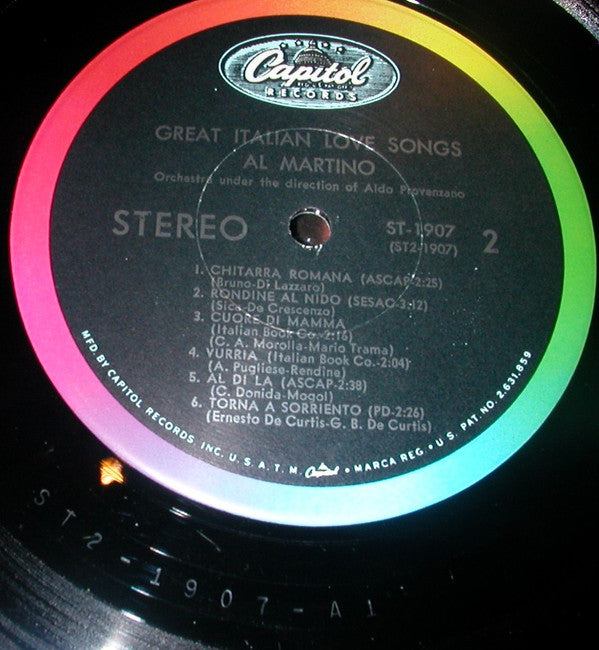 Capitol
RECORDS
GREAT ITALIAN LOVE SONGS
AL MARTINO
Orchestra under the direction of Aldo Provenzano
STEREO
ST-1907
(ST2-1907)
2
1. CHITARRA ROMANA (ASCAP-2:25)
(Bruno-Di Lazzaro)
2. RONDINE AL NIDO (SESAC-3:12)
(Sica-De Crescenzo)
3. CUORE DI MAMMA
(Italian Book Co.-2:16)
(C. A. Morolla-Mario Trama)
4. VURRIA (Italian Book Co.-2:04)
(A. Pugliese-Rendine)
5. AL DI LA (ASCAP-2:38)
(C. Donida-Mogol)
6. TORNA A SORRIENTO (PD-2:26)
(Ernesto De Curtis-G. B. De Curtis)
MFD. BY CAPITOL RECORDS INC. U.S.A. T.M. Capitol • MARCA REG. • U.S. PAT. NO. 2,631,859
ST2-1907-A1